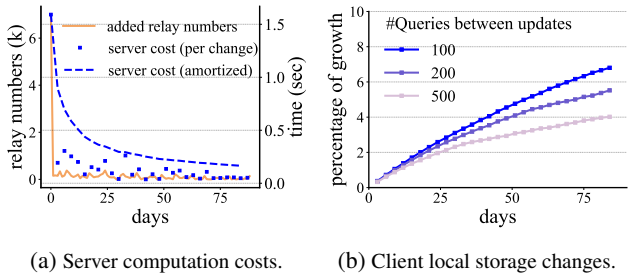 relay numbers (k)
6
4
2
0
added relay numbers
server cost (per change)
server cost (amortized)
1.5
1.0
0.5
0.0
time (sec)
0
25
50
75
days
(a) Server computation costs.
percentage of growth
10
8
6
4
2
0
#Queries between updates
100
200
500
0
25
50
75
days
(b) Client local storage changes.